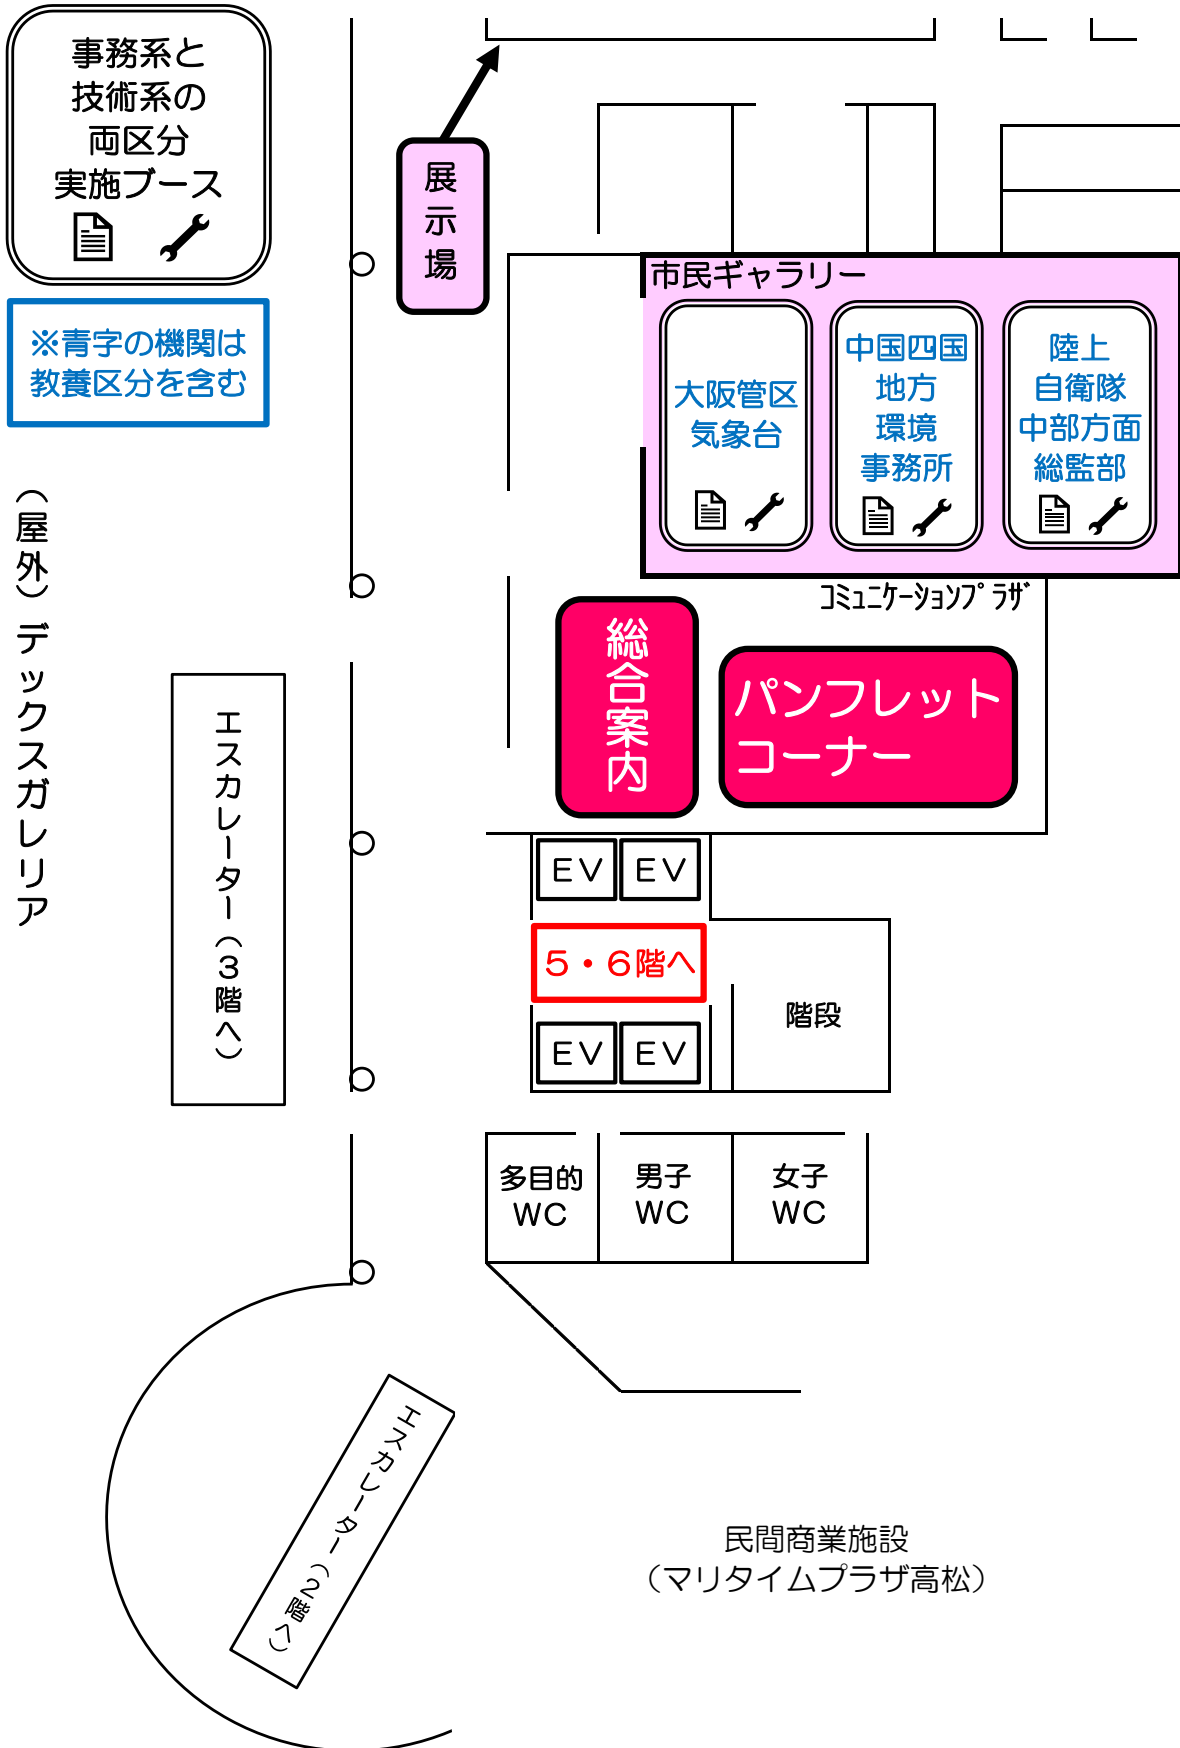 事務系と
技術系の
両区分
実施ブース
※青字の機関は
教養区分を含む
展示場
市民ギャラリー
大阪管区
気象台
中国四国
地方
環境
事務所
陸上
自衛隊
中部方面
総監部
コミュニケーションプラザ
総合案内
パンフレット
コーナー
(屋外)デックスガレリア
エスカレーター(3階へ)
EV EV
5・6階へ
EV EV
階段
多目的
WC
男子
WC
女子
WC
エスカレーター(2階へ)
民間商業施設
(マリタイムプラザ高松)